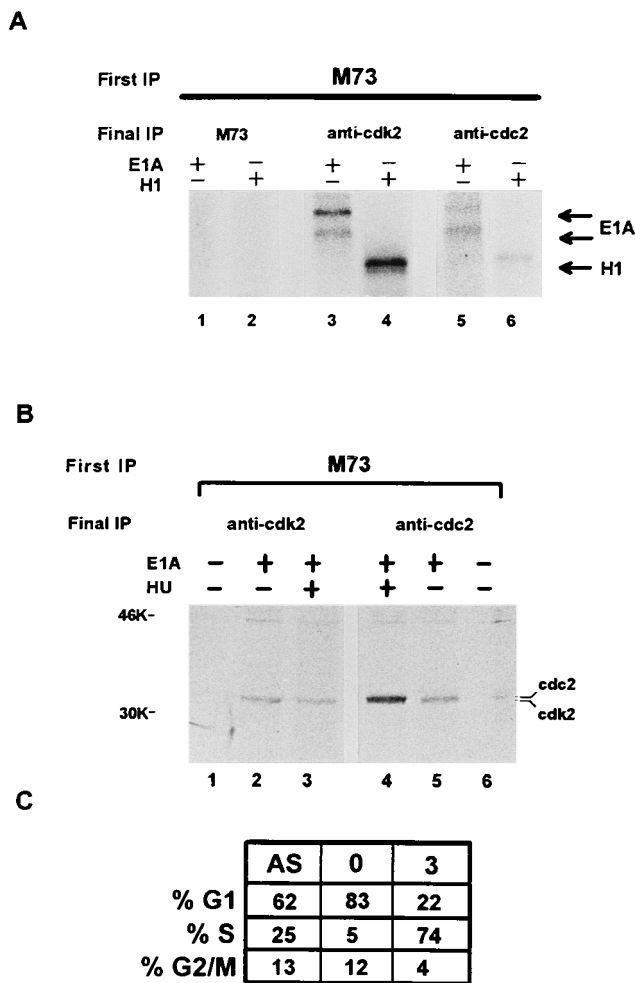 A
First IP M73
Final IP M73 anti-cdk2 anti-cdc2
E1A + − + − + −
H1 − + − + − +
E1A
H1
1 2 3 4 5 6
B
First IP M73
Final IP anti-cdk2 anti-cdc2
E1A − + + + + −
HU − − + + − −
46K-
cdc2
cdk2
30K-
1 2 3 4 5 6
C
AS 0 3
% G1 62 83 22
% S 25 5 74
% G2/M 13 12 4